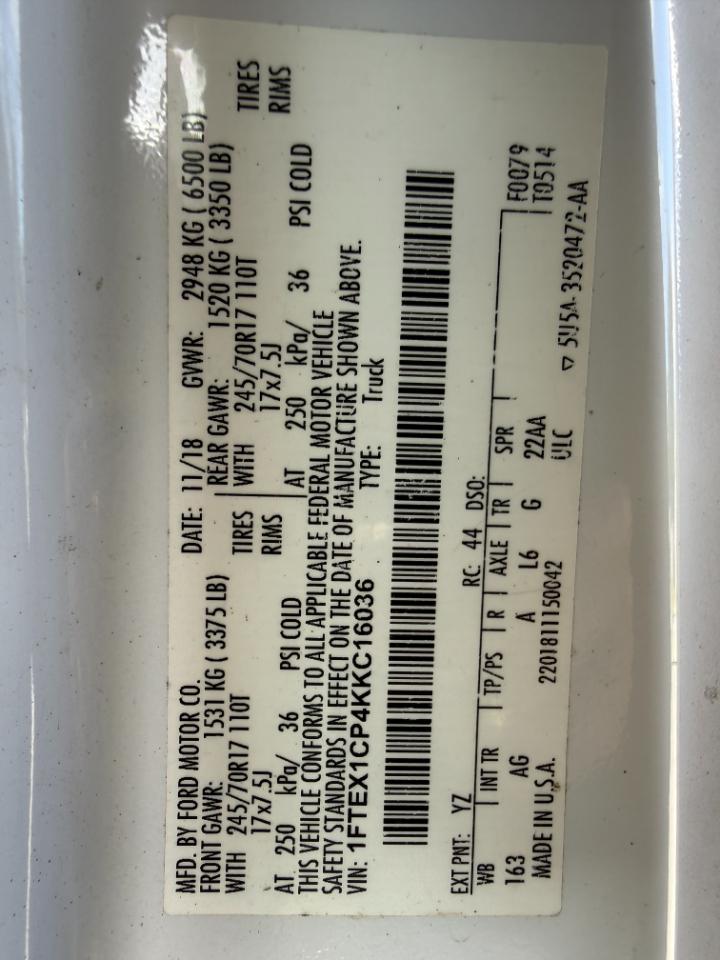 MFD. BY FORD MOTOR CO. DATE: 11/18 GVWR: 2948 KG ( 6500 LB)
FRONT GAWR: 1531 KG ( 3375 LB) REAR GAWR: 1520 KG ( 3350 LB)
WITH 245/70R17 110T TIRES WITH 245/70R17 110T TIRES
17x7.5J RIMS 17x7.5J RIMS
AT 250 kPa/ 36 PSI COLD AT 250 kPa/ 36 PSI COLD
THIS VEHICLE CONFORMS TO ALL APPLICABLE FEDERAL MOTOR VEHICLE
SAFETY STANDARDS IN EFFECT ON THE DATE OF MANUFACTURE SHOWN ABOVE.
VIN: 1FTEX1CP4KKC16036 TYPE: Truck
EXT PNT: YZ RC: 44 DSO:
WB INT TR TP/PS R AXLE TR SPR F0079
163 AG A L6 G 22AA T0514
MADE IN U.S.A. 2201811150042 ULC ▽ 5U5A-3520472-AA